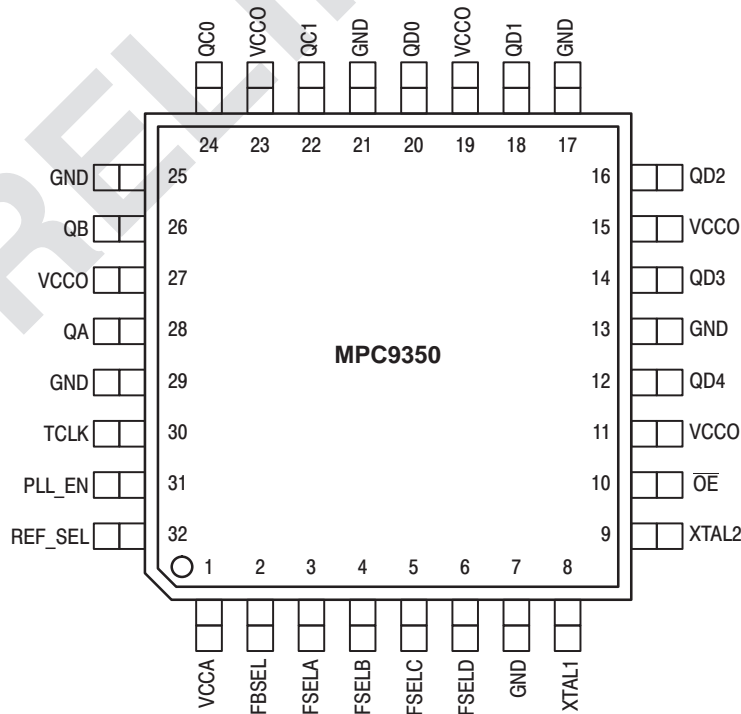 QC0 VCCO QC1 GND QD0 VCCO QD1 GND
24 23 22 21 20 19 18 17
GND 25 16 QD2
QB 26 15 VCCO
VCCO 27 14 QD3
QA 28 13 GND
MPC9350
GND 29 12 QD4
TCLK 30 11 VCCO
PLL_EN 31 10 OE
REF_SEL 32 9 XTAL2
1 2 3 4 5 6 7 8
VCCA FBSEL FSELA FSELB FSELC FSELD GND XTAL1